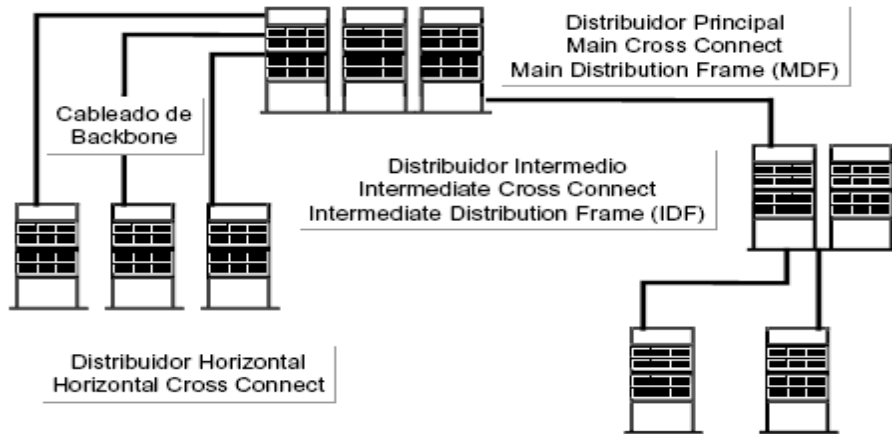 Distribuidor Principal
Main Cross Connect
Main Distribution Frame (MDF)
Cableado de
Backbone
Distribuidor Intermedio
Intermediate Cross Connect
Intermediate Distribution Frame (IDF)
Distribuidor Horizontal
Horizontal Cross Connect